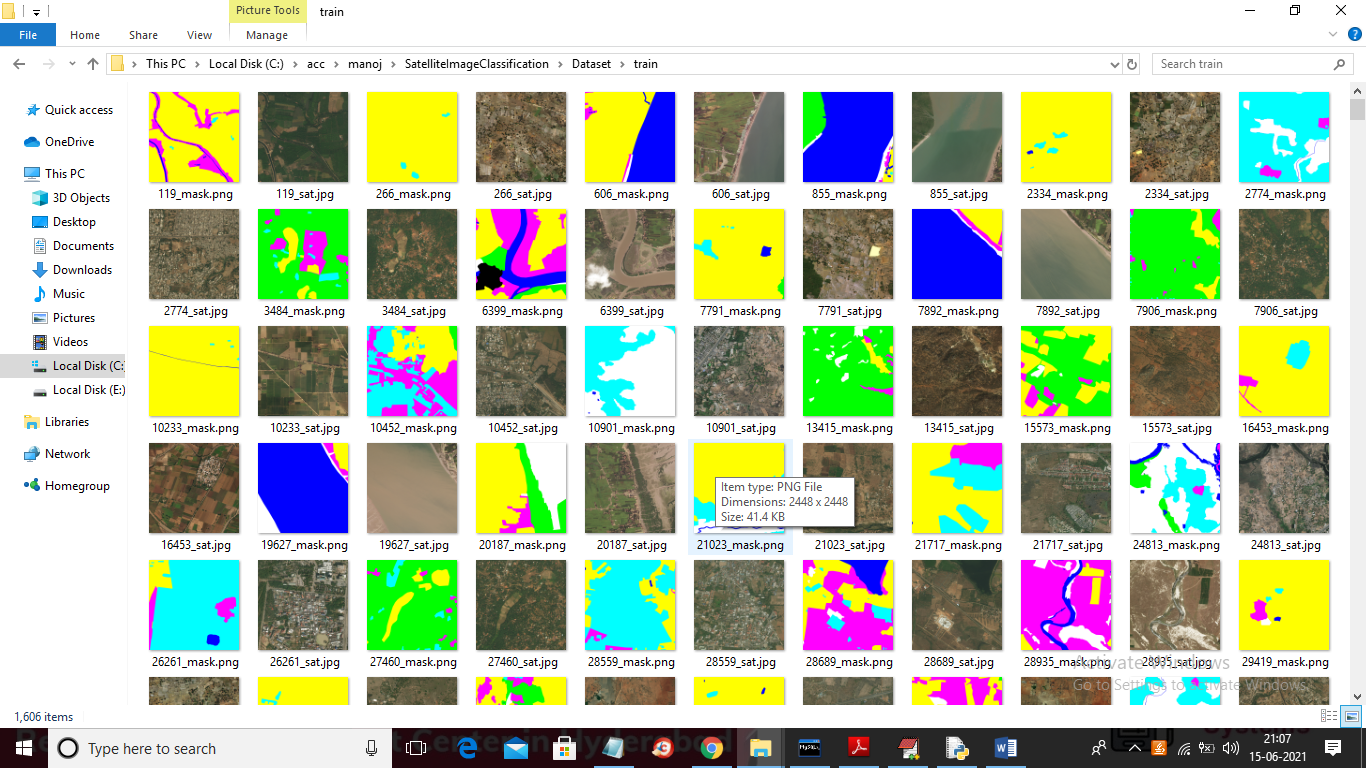 Picture Tools
train
File
Home
Share
View
Manage
This PC
Local Disk (C:)
acc
manoj
SatelliteImageClassification
Dataset
train
Search train
Quick access
OneDrive
This PC
3D Objects
Desktop
Documents
Downloads
Music
Pictures
Videos
Local Disk (C:
Local Disk (E:)
Libraries
Network
Homegroup
119_mask.png
119_sat.jpg
266_mask.png
266_sat.jpg
606_mask.png
606_sat.jpg
855_mask.png
855_sat.jpg
2334_mask.png
2334_sat.jpg
2774_mask.png
2774_sat.jpg
3484_mask.png
3484_sat.jpg
6399_mask.png
6399_sat.jpg
7791_mask.png
7791_sat.jpg
7892_mask.png
7892_sat.jpg
7906_mask.png
7906_sat.jpg
10233_mask.png
10233_sat.jpg
10452_mask.png
10452_sat.jpg
10901_mask.png
10901_sat.jpg
13415_mask.png
13415_sat.jpg
15573_mask.png
15573_sat.jpg
16453_mask.png
16453_sat.jpg
19627_mask.png
19627_sat.jpg
20187_mask.png
20187_sat.jpg
21023_mask.png
21023_sat.jpg
21717_mask.png
21717_sat.jpg
24813_mask.png
24813_sat.jpg
Item type: PNG File
Dimensions: 2448 x 2448
Size: 41.4 KB
26261_mask.png
26261_sat.jpg
27460_mask.png
27460_sat.jpg
28559_mask.png
28559_sat.jpg
28689_mask.png
28689_sat.jpg
28935_mask.png
28935_sat.jpg
29419_mask.png
Activate Windows
Go to Settings to activate Windows.
1,606 items
Type here to search
MySQL
21:07
15-06-2021